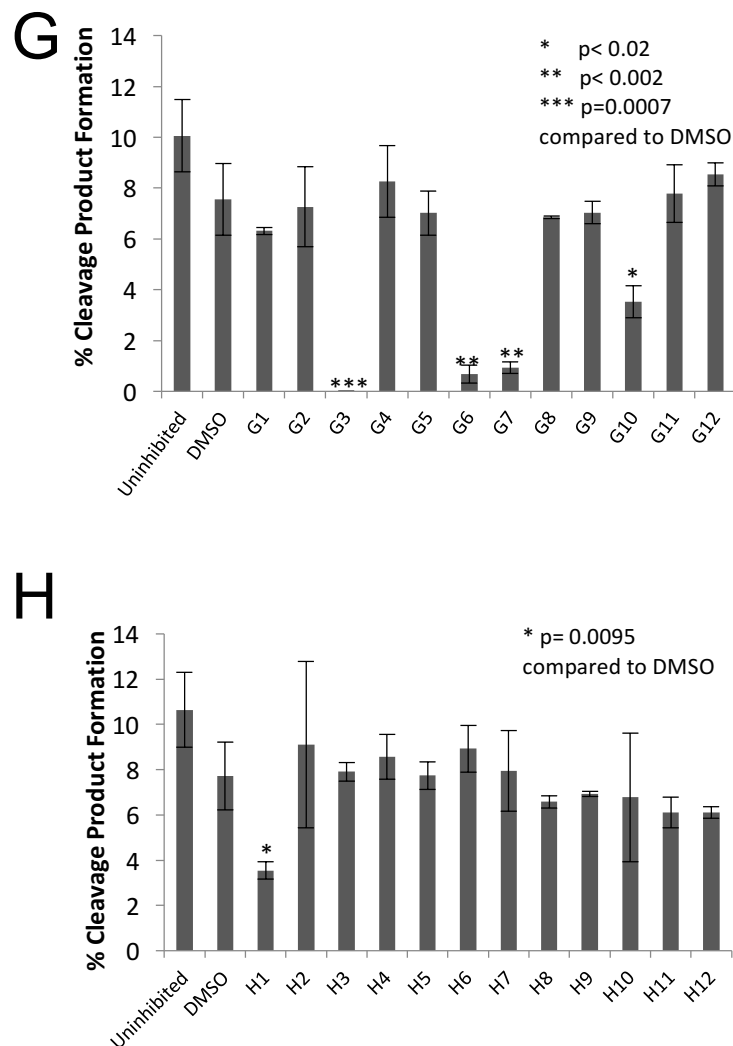 G
% Cleavage Product Formation
14
12
10
8
6
4
2
0
* p< 0.02
** p< 0.002
*** p=0.0007
compared to DMSO
***
**
**
*
Uninhibited
DMSO
G1
G2
G3
G4
G5
G6
G7
G8
G9
G10
G11
G12
H
% Cleavage Product Formation
14
12
10
8
6
4
2
0
* p= 0.0095
compared to DMSO
*
Uninhibited
DMSO
H1
H2
H3
H4
H5
H6
H7
H8
H9
H10
H11
H12